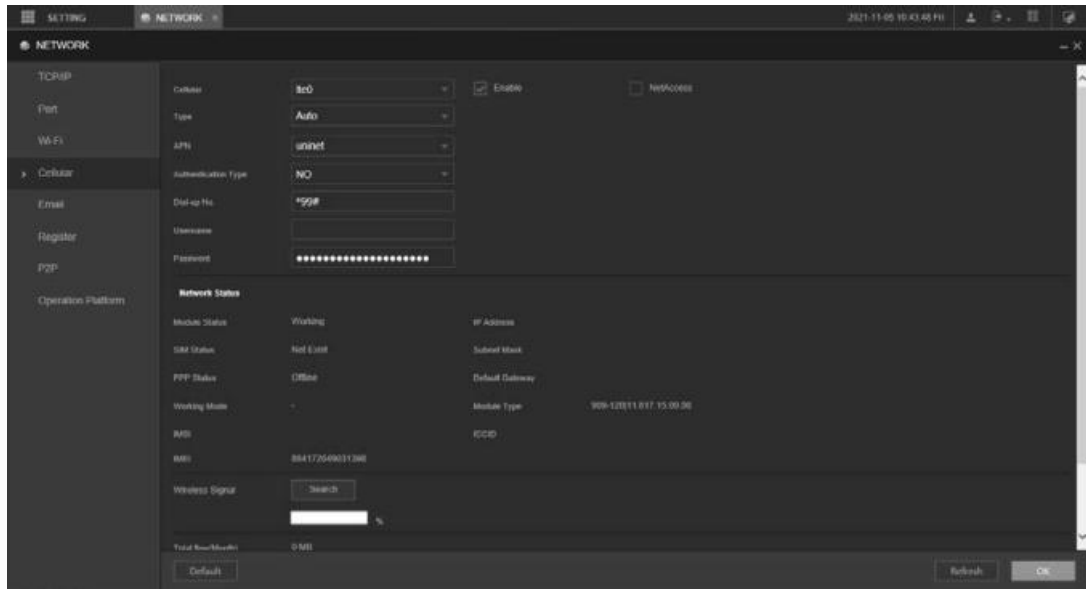 SETTING
NETWORK
2021-11-05 10:43:48 Fri
NETWORK
TCP/IP
Port
Wi-Fi
Cellular
Email
Register
P2P
Operation Platform
Cellular lte0 Enable NetAccess
Type Auto
APN uninet
Authentication Type NO
Dial-up No. *99#
Username
Password ●●●●●●●●●●●●●●●●●●●●
Network Status
Module Status Working IP Address
SIM Status Not Exist Subnet Mask
PPP Status Offline Default Gateway
Working Mode - Module Type
IMSI ICCID
IMEI
Wireless Signal Search
%
0 MB
Default Refresh OK